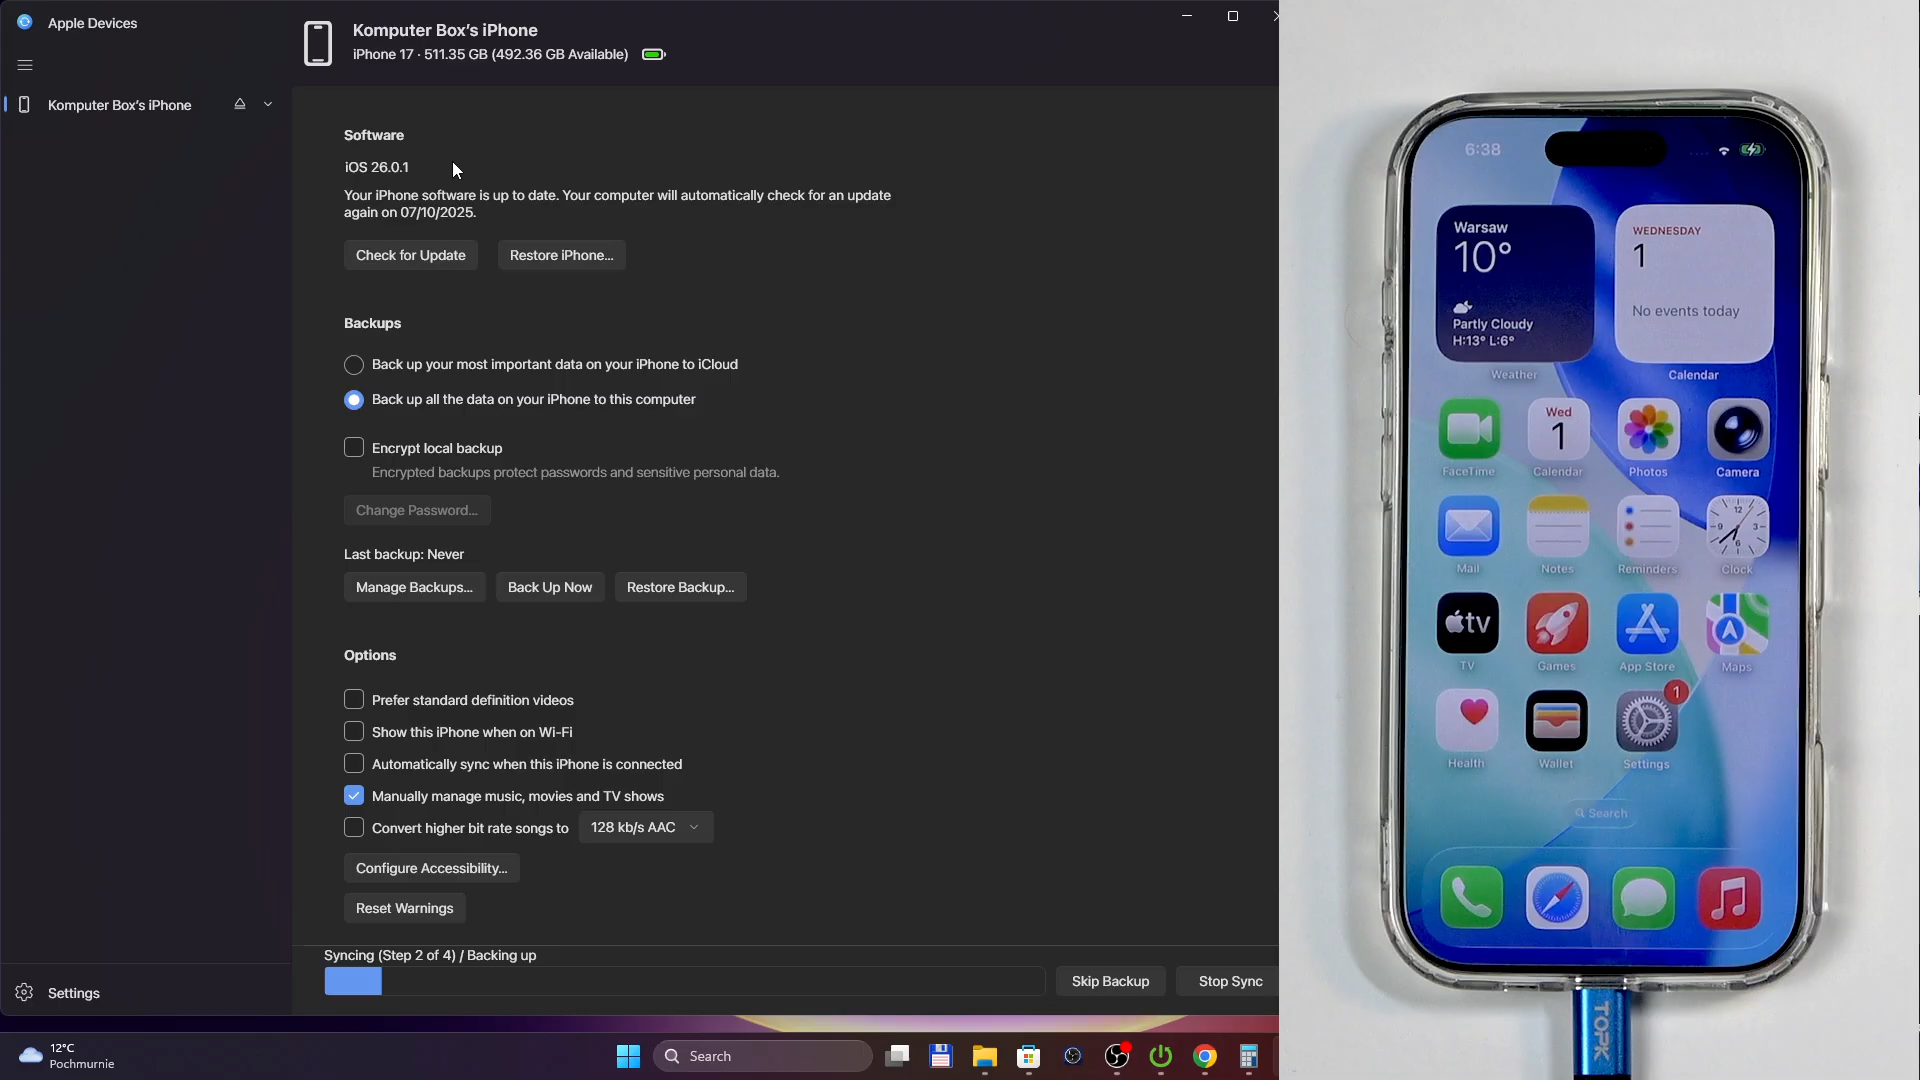 Apple Devices
Komputer Box's iPhone
iPhone 17 · 511.35 GB (492.36 GB Available)
Komputer Box's iPhone
Software
iOS 26.0.1
Your iPhone software is up to date. Your computer will automatically check for an update
again on 07/10/2025.
Check for Update
Restore iPhone...
Backups
Back up your most important data on your iPhone to iCloud
Back up all the data on your iPhone to this computer
Encrypt local backup
Encrypted backups protect passwords and sensitive personal data.
Change Password...
Last backup: Never
Manage Backups...
Back Up Now
Restore Backup...
Options
Prefer standard definition videos
Show this iPhone when on Wi-Fi
Automatically sync when this iPhone is connected
Manually manage music, movies and TV shows
Convert higher bit rate songs to
128 kb/s AAC
Configure Accessibility...
Reset Warnings
Syncing (Step 2 of 4) / Backing up
Skip Backup
Stop Sync
Settings
12°C
Pochmurnie
Search
6:38
Warsaw
10°
Partly Cloudy
H:13° L:6°
Weather
WEDNESDAY
1
No events today
Calendar
FaceTime
Wed
1
Calendar
Photos
Camera
Mail
Notes
Reminders
12
3
6
9
Clock
tv
TV
Games
App Store
Maps
Health
Wallet
1
Settings
Search
TOPK